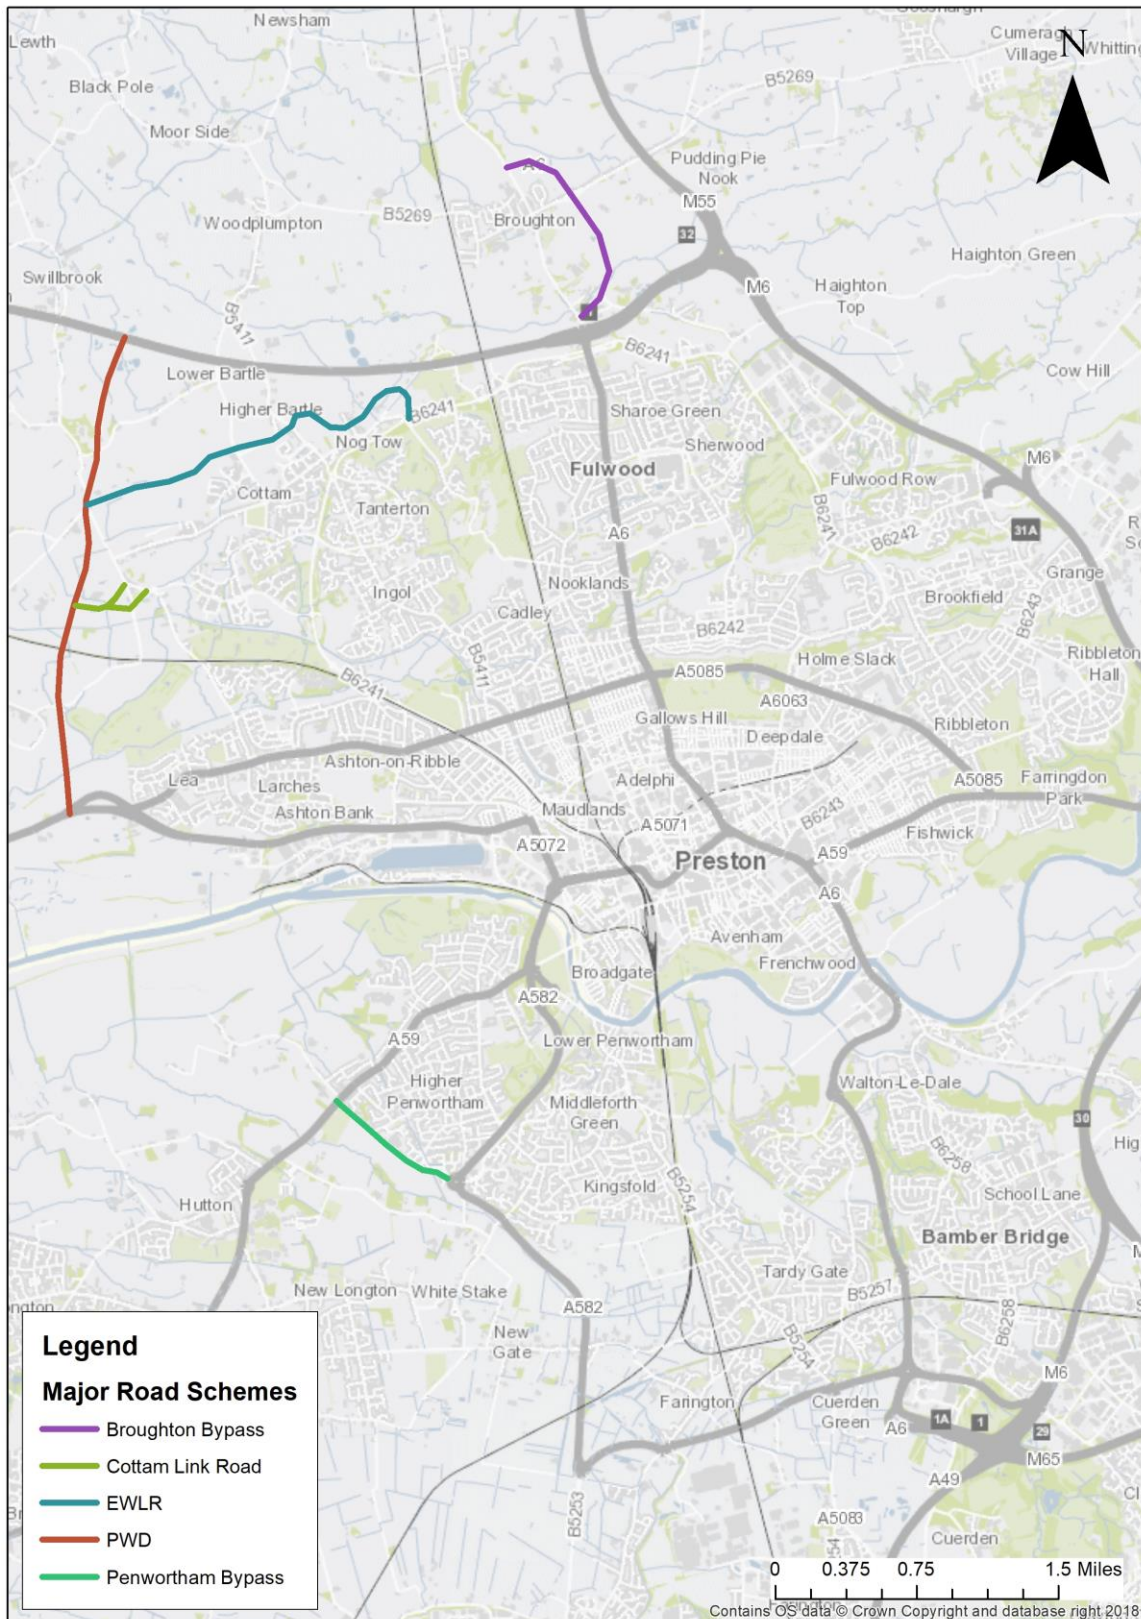 Newsham
Goosnargh
Lewth
Cumeragh
Village
N
Whitting
B5269
Black Pole
Moor Side
Pudding Pie
Nook
A6
M55
B5269
Broughton
Woodplumpton
32
Haighton Green
Swillbrook
M6
Haighton
Top
B5411
1
B6241
Lower Bartle
Cow Hill
Higher Bartle
B6241
Sharoe Green
Nog Tow
Sherwood
Fulwood
M6
Fulwood Row
Cottam
Tanterton
B6241
A6
B6242
31A
Nooklands
Grange
Ingol
Brookfield
Cadley
B6243
B6242
B5411
Holme Slack
Ribbleton
Hall
A5085
B6241
A6063
Gallows Hill
Ribbleton
Deepdale
Ashton-on-Ribble
Lea
Larches
Adelphi
A5085
Farringdon
Park
Ashton Bank
Maudlands
B6243
A5071
Fishwick
A5072
Preston
A59
A6
Avenham
Frenchwood
Broadgate
A582
A59
Lower Penwortham
Higher
Penwortham
Walton-Le-Dale
Middleforth
Green
30
Hig
B6258
Kingsfold
B5254
School Lane
Hutton
Bamber Bridge
Tardy Gate
New Longton
White Stake
B5257
A582
B6258
New
Gate
B5254
M6
Farington
Cuerden
Green
1A
1
29
A6
M65
A49
B5253
A5083
Cuerden
Legend
Major Road Schemes
Broughton Bypass
Cottam Link Road
EWLR
PWD
Penwortham Bypass
0 0.375 0.75 1.5 Miles
Contains OS data © Crown Copyright and database right 2018